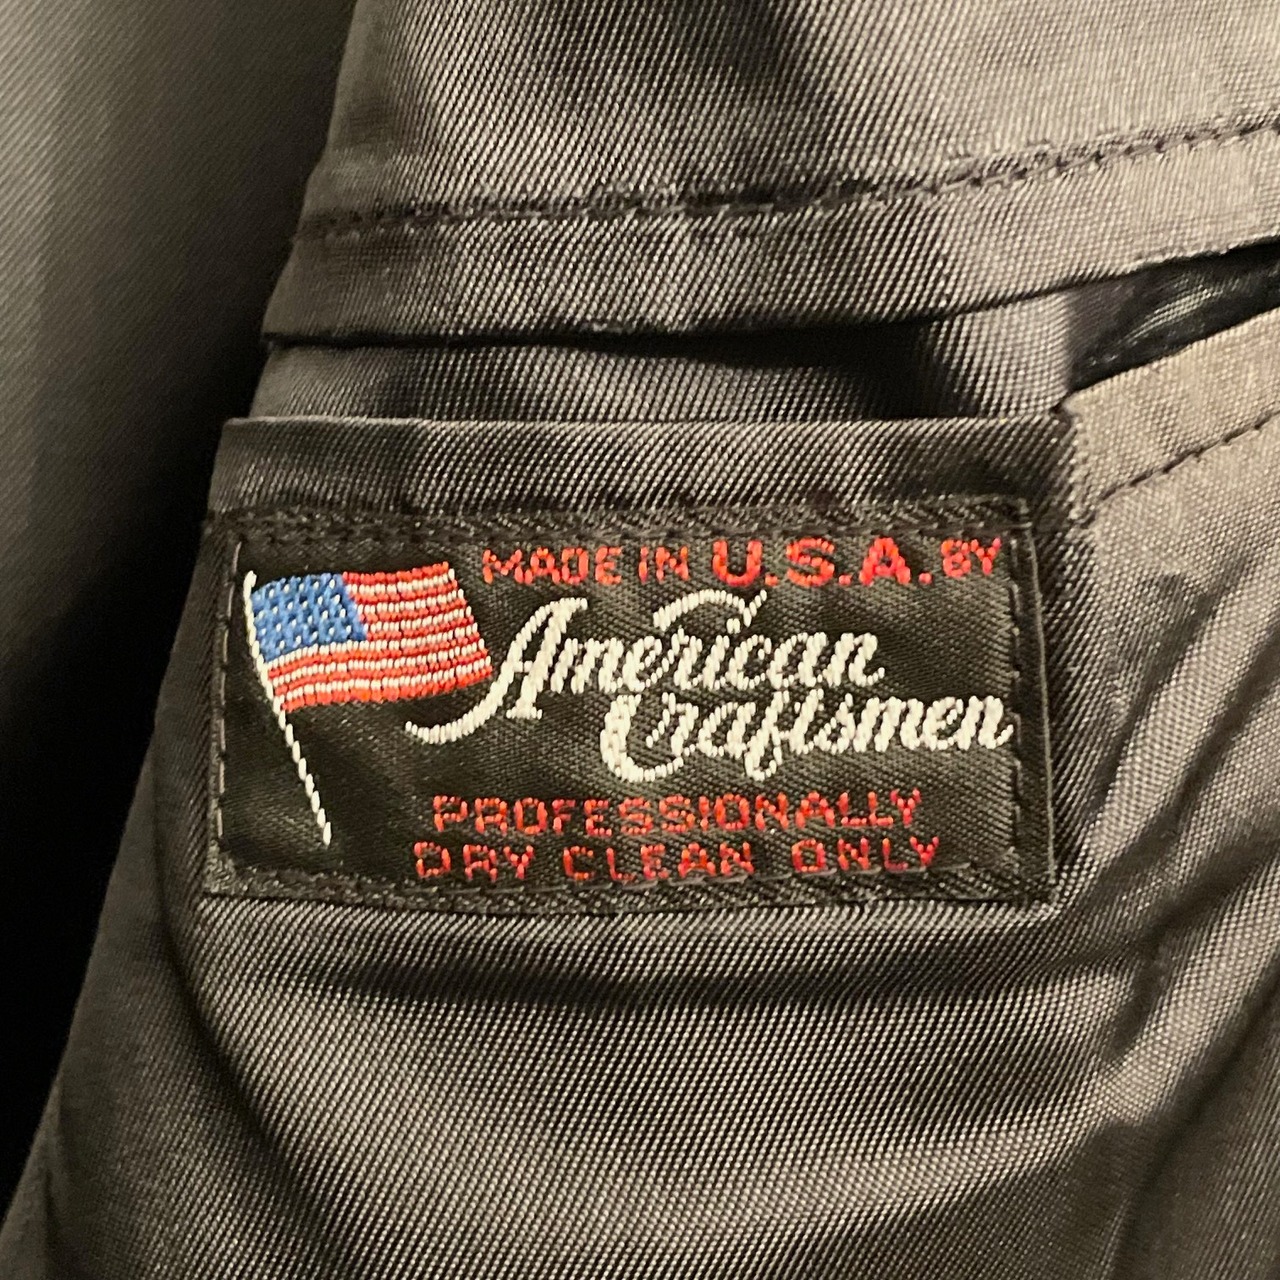 MADE IN U.S.A. BY
American
Craftsmen
PROFESSIONALLY
DRY CLEAN ONLY